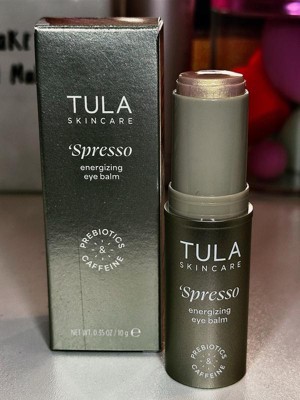 TULA
SKINCARE
'Spresso
energizing
eye balm
PREBIOTICS
&
CAFFEINE
NET WT. 0.35 OZ / 10 g ℮
TULA
SKINCARE
'Spresso
energizing
eye balm
PREBIOTICS
&
CAFFEINE